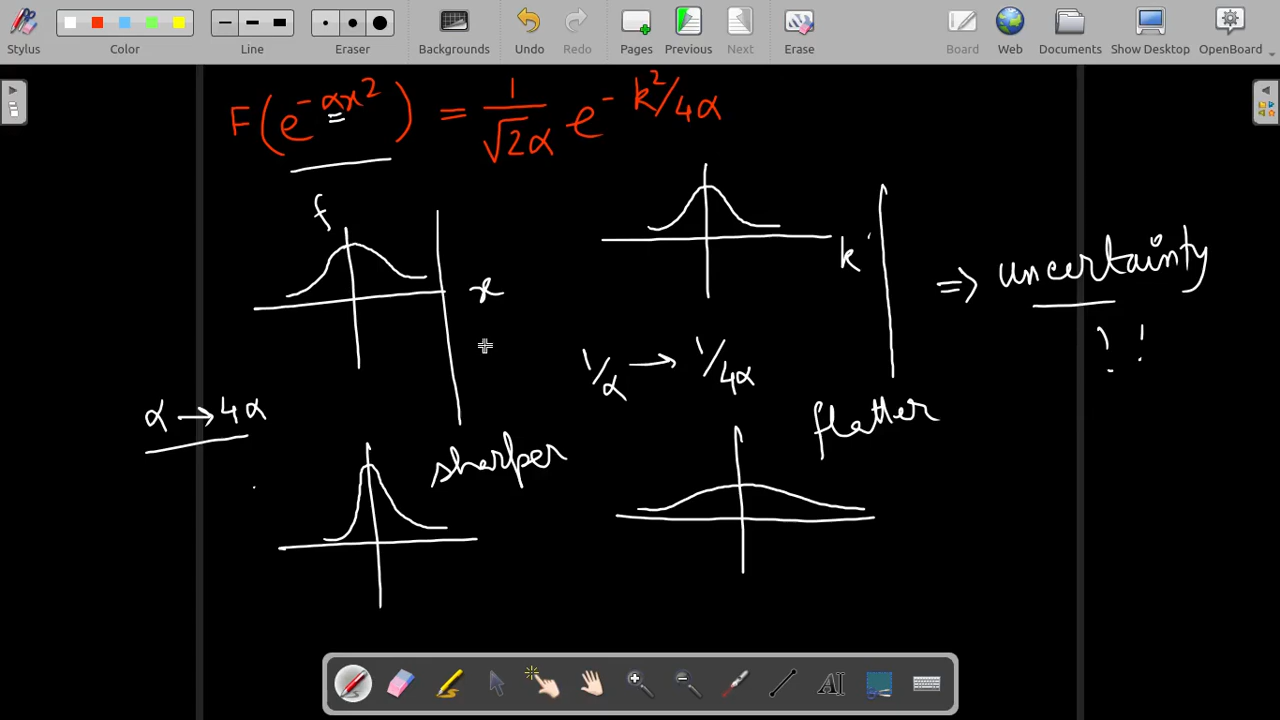 Stylus Color Line Eraser Backgrounds Undo Redo Pages Previous Next Erase Board Web Documents Show Desktop OpenBoard
F(e^{-αx²}) = 1/√2α e^{-k²/4α}
f
x
k
⇒ uncertainty
!!
1/α → 1/4α
α → 4α
sharper
flatter
AI